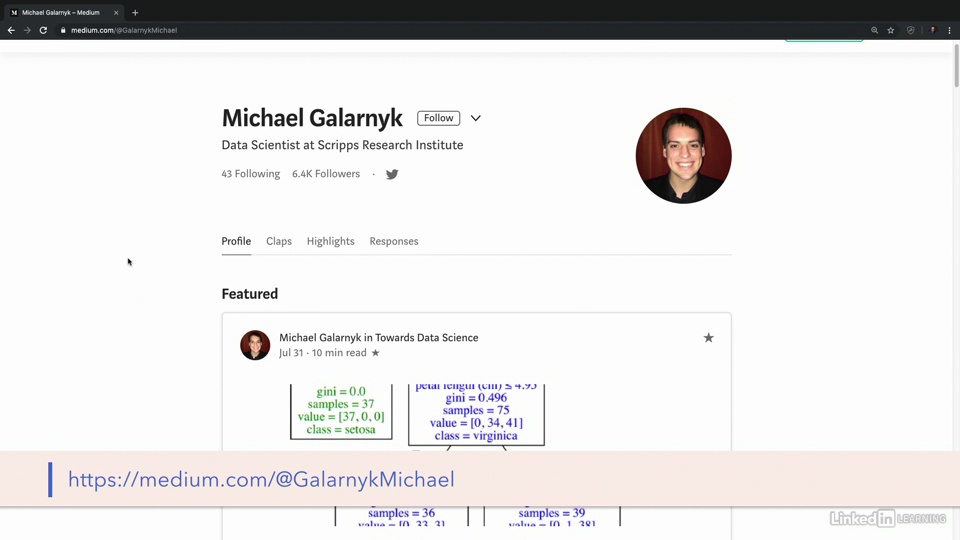 Michael Galarnyk – Medium
medium.com/@GalarnykMichael
Michael Galarnyk
Follow
Data Scientist at Scripps Research Institute
43 Following 6.4K Followers ·
Profile Claps Highlights Responses
Featured
Michael Galarnyk in Towards Data Science
Jul 31 · 10 min read ★
gini = 0.0
samples = 37
value = [37, 0, 0]
class = setosa
petal length (cm) ≤ 4.95
gini = 0.496
samples = 75
value = [0, 34, 41]
class = virginica
https://medium.com/@GalarnykMichael
samples = 36
value = [0, 33, 3]
samples = 39
value = [0, 1, 38]
LinkedIn LEARNING